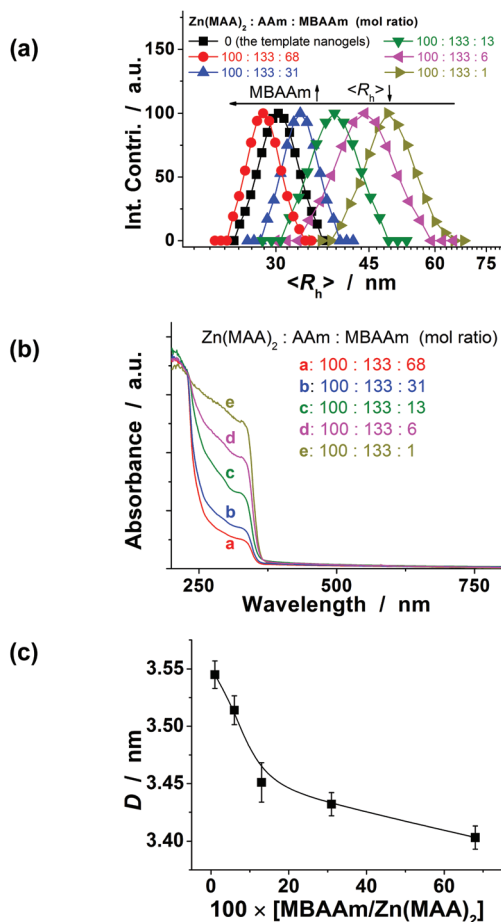 (a)
Zn(MAA)₂ : AAm : MBAAm (mol ratio)
0 (the template nanogels)
100 : 133 : 68
100 : 133 : 31
100 : 133 : 13
100 : 133 : 6
100 : 133 : 1
MBAAm
<Rₕ>
150
100
50
0
Int. Contri. / a.u.
30
45
60
75
<Rₕ> / nm
(b)
Zn(MAA)₂ : AAm : MBAAm (mol ratio)
a: 100 : 133 : 68
b: 100 : 133 : 31
c: 100 : 133 : 13
d: 100 : 133 : 6
e: 100 : 133 : 1
e
d
c
b
a
Absorbance / a.u.
250
500
750
Wavelength / nm
(c)
3.55
3.50
3.45
3.40
D / nm
0
20
40
60
100 × [MBAAm/Zn(MAA)₂]